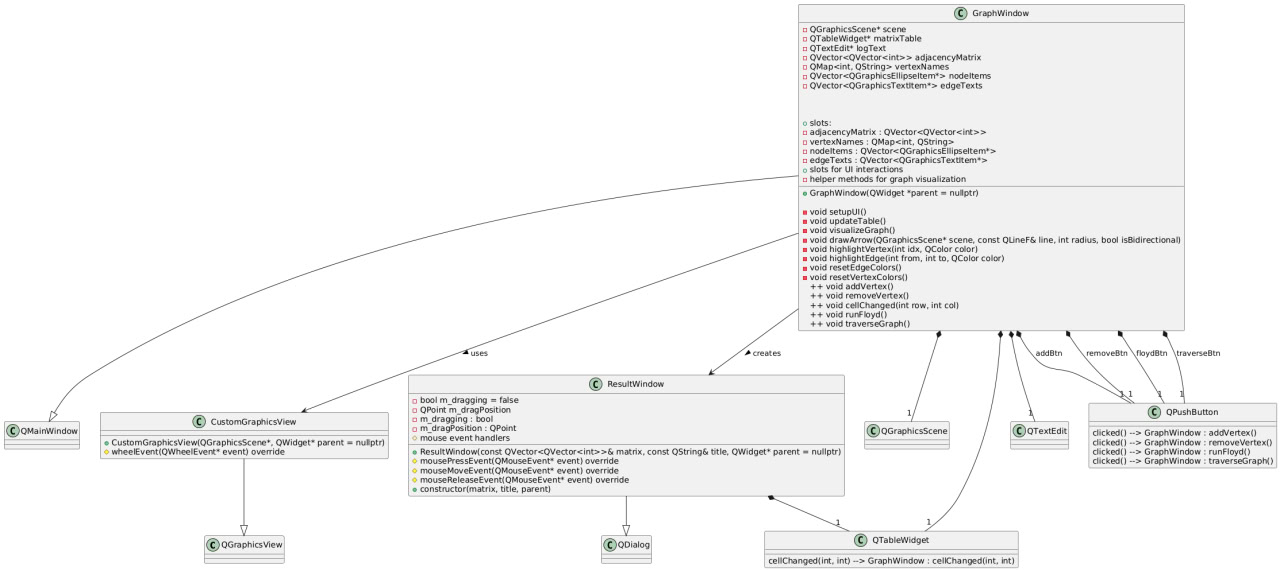 GraphWindow
QGraphicsScene* scene
QTableWidget* matrixTable
QTextEdit* logText
QVector<QVector<int>> adjacencyMatrix
QMap<int, QString> vertexNames
QVector<QGraphicsEllipseItem*> nodeItems
QVector<QGraphicsTextItem*> edgeTexts
slots:
adjacencyMatrix : QVector<QVector<int>>
vertexNames : QMap<int, QString>
nodeItems : QVector<QGraphicsEllipseItem*>
edgeTexts : QVector<QGraphicsTextItem*>
slots for UI interactions
helper methods for graph visualization
GraphWindow(QWidget *parent = nullptr)
void setupUI()
void updateTable()
void visualizeGraph()
void drawArrow(QGraphicsScene* scene, const QLineF& line, int radius, bool isBidirectional)
void highlightVertex(int idx, QColor color)
void highlightEdge(int from, int to, QColor color)
void resetEdgeColors()
void resetVertexColors()
++ void addVertex()
++ void removeVertex()
++ void cellChanged(int row, int col)
++ void runFloyd()
++ void traverseGraph()
uses
creates
addBtn
removeBtn
floydBtn
traverseBtn
QMainWindow
C CustomGraphicsView
CustomGraphicsView(QGraphicsScene*, QWidget* parent = nullptr)
wheelEvent(QWheelEvent* event) override
ResultWindow
bool m_dragging = false
QPoint m_dragPosition
m_dragging : bool
m_dragPosition : QPoint
mouse event handlers
ResultWindow(const QVector<QVector<int>>& matrix, const QString& title, QWidget* parent = nullptr)
mousePressEvent(QMouseEvent* event) override
mouseMoveEvent(QMouseEvent* event) override
mouseReleaseEvent(QMouseEvent* event) override
constructor(matrix, title, parent)
1
QGraphicsScene
1
QTextEdit
1 1 1 1
QPushButton
clicked() --> GraphWindow : addVertex()
clicked() --> GraphWindow : removeVertex()
clicked() --> GraphWindow : runFloyd()
clicked() --> GraphWindow : traverseGraph()
QGraphicsView
QDialog
1 1
QTableWidget
cellChanged(int, int) --> GraphWindow : cellChanged(int, int)